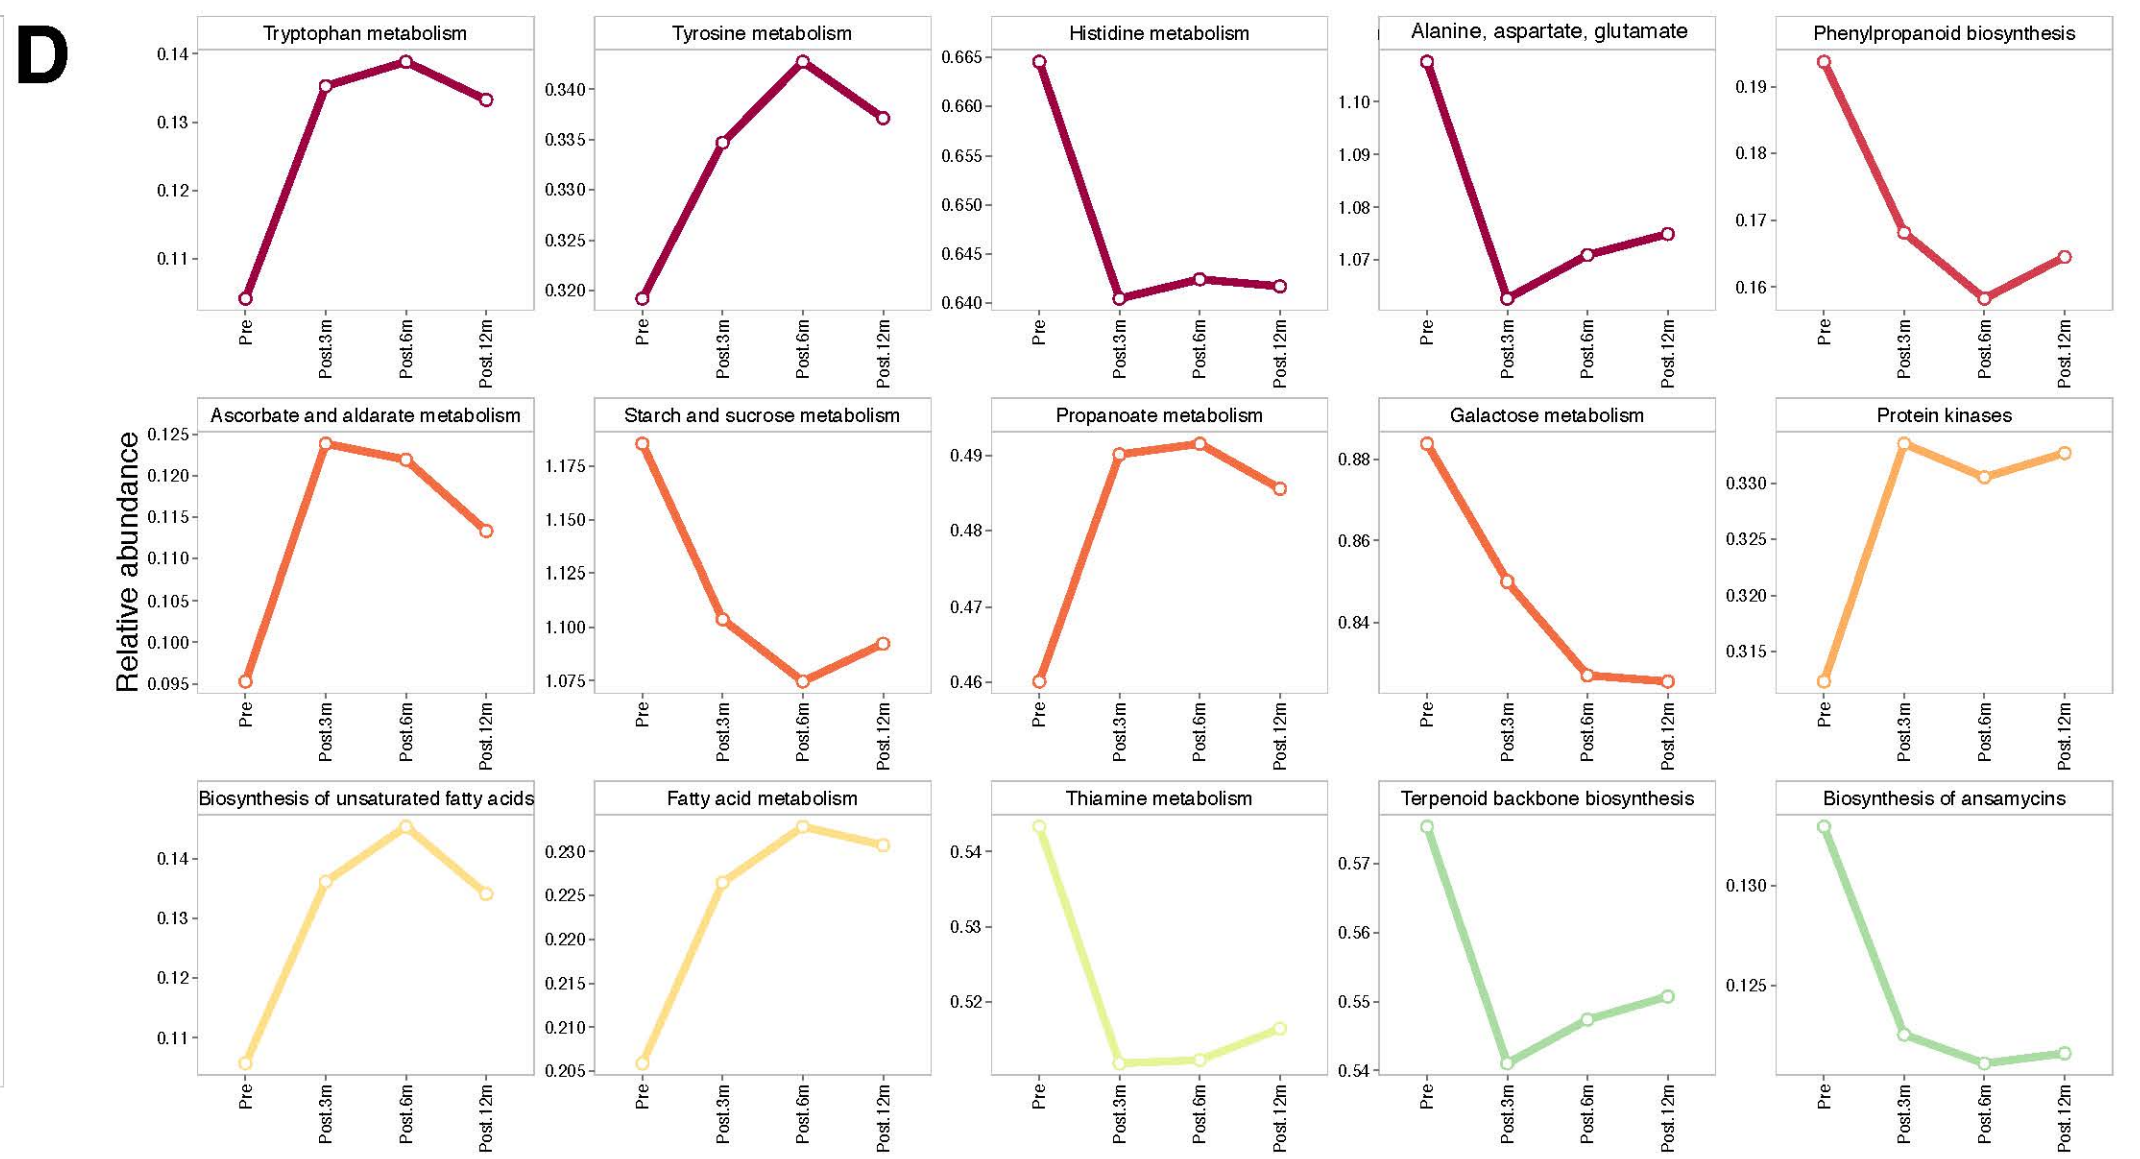 D
Relative abundance
Tryptophan metabolism
0.14
0.13
0.12
0.11
Pre
Post.3m
Post.6m
Post.12m
Tyrosine metabolism
0.340
0.335
0.330
0.325
0.320
Pre
Post.3m
Post.6m
Post.12m
Histidine metabolism
0.665
0.660
0.655
0.650
0.645
0.640
Pre
Post.3m
Post.6m
Post.12m
Alanine, aspartate, glutamate
1.10
1.09
1.08
1.07
Pre
Post.3m
Post.6m
Post.12m
Phenylpropanoid biosynthesis
0.19
0.18
0.17
0.16
Pre
Post.3m
Post.6m
Post.12m
Ascorbate and aldarate metabolism
0.125
0.120
0.115
0.110
0.105
0.100
0.095
Pre
Post.3m
Post.6m
Post.12m
Starch and sucrose metabolism
1.175
1.150
1.125
1.100
1.075
Pre
Post.3m
Post.6m
Post.12m
Propanoate metabolism
0.49
0.48
0.47
0.46
Pre
Post.3m
Post.6m
Post.12m
Galactose metabolism
0.88
0.86
0.84
Pre
Post.3m
Post.6m
Post.12m
Protein kinases
0.330
0.325
0.320
0.315
Pre
Post.3m
Post.6m
Post.12m
Biosynthesis of unsaturated fatty acids
0.14
0.13
0.12
0.11
Pre
Post.3m
Post.6m
Post.12m
Fatty acid metabolism
0.230
0.225
0.220
0.215
0.210
0.205
Pre
Post.3m
Post.6m
Post.12m
Thiamine metabolism
0.54
0.53
0.52
Pre
Post.3m
Post.6m
Post.12m
Terpenoid backbone biosynthesis
0.57
0.56
0.55
0.54
Pre
Post.3m
Post.6m
Post.12m
Biosynthesis of ansamycins
0.130
0.125
Pre
Post.3m
Post.6m
Post.12m